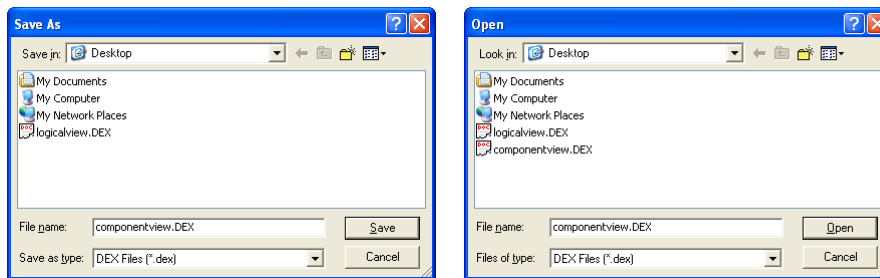 Save As
Save in: Desktop
My Documents
My Computer
My Network Places
logicalview.DEX
File name: componentview.DEX Save
Save as type: DEX Files (*.dex) Cancel
Open
Look in: Desktop
My Documents
My Computer
My Network Places
logicalview.DEX
componentview.DEX
File name: componentview.DEX Open
Files of type: DEX Files (*.dex) Cancel